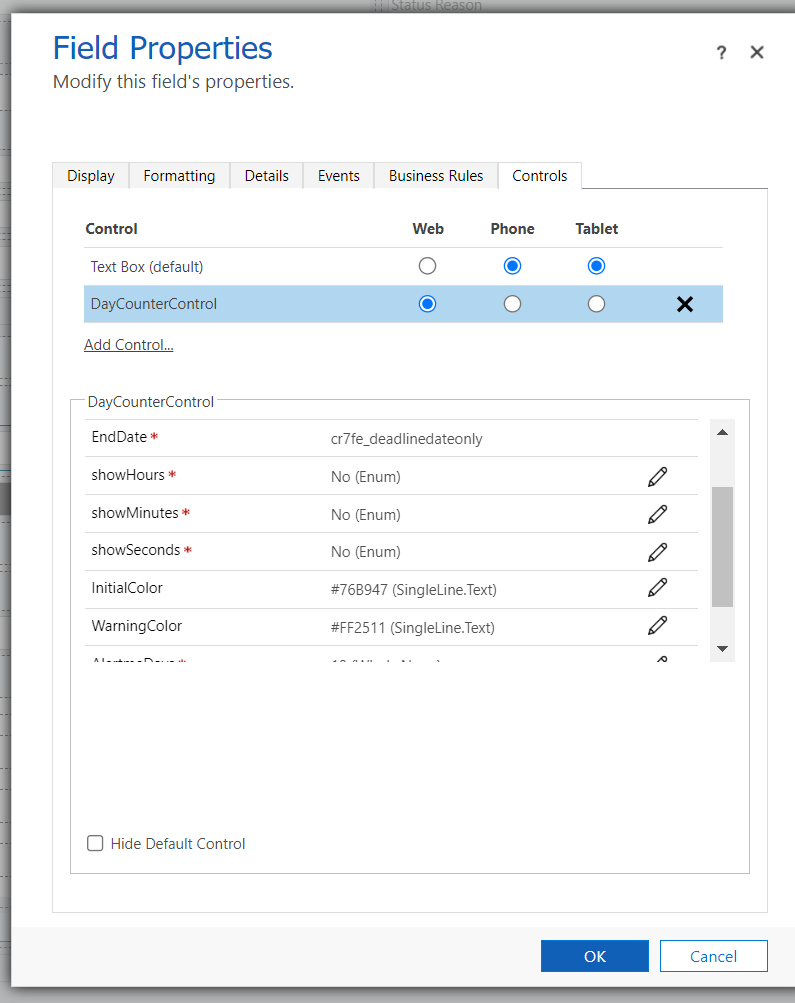 Status Reason
Field Properties
? ✕
Modify this field's properties.
Display Formatting Details Events Business Rules Controls
Control Web Phone Tablet
Text Box (default)
DayCounterControl
Add Control...
DayCounterControl
EndDate * cr7fe_deadlinedateonly
showHours * No (Enum)
showMinutes * No (Enum)
showSeconds * No (Enum)
InitialColor #76B947 (SingleLine.Text)
WarningColor #FF2511 (SingleLine.Text)
Hide Default Control
OK Cancel